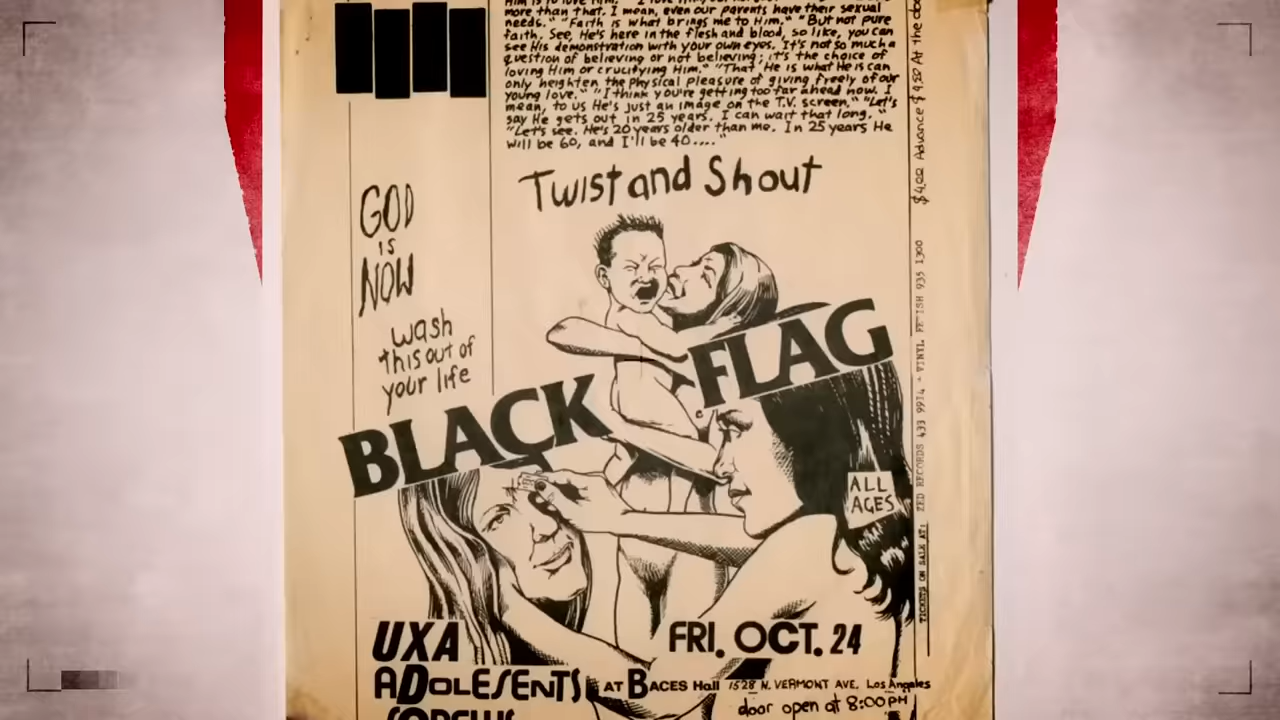 Him is to love Him."
more than that. I mean, even our parents have their sexual
needs." "Faith is what brings me to Him." "But not pure
faith. See, He's here in the flesh and blood, so like, you can
see His demonstration with your own eyes. It's not so much a
question of believing or not believing; it's the choice of
loving Him or crucifying Him." "That He is what He is can
only heighten the physical pleasure of giving freely of our
young love." "I think you're getting too far ahead now. I
mean, to us He's just an image on the T.V. screen." "Let's
say He gets out in 25 years. I can wait that long."
"Let's see. He's 20 years older than me. In 25 years He
will be 60, and I'll be 40...."
Twist and Shout
GOD
is
NOW
wash
this out of
your life
BLACK FLAG
ALL
AGES
UXA
ADOLESENTS
FRI. OCT. 24
AT BACES Hall 1528 N. VERMONT AVE. Los Angeles
door open at 8:00PM
$4.00 Advance $4.50 At the door
TICKETS ON SALE AT: ZED RECORDS 433 9914 - VINYL FETISH 935 1300